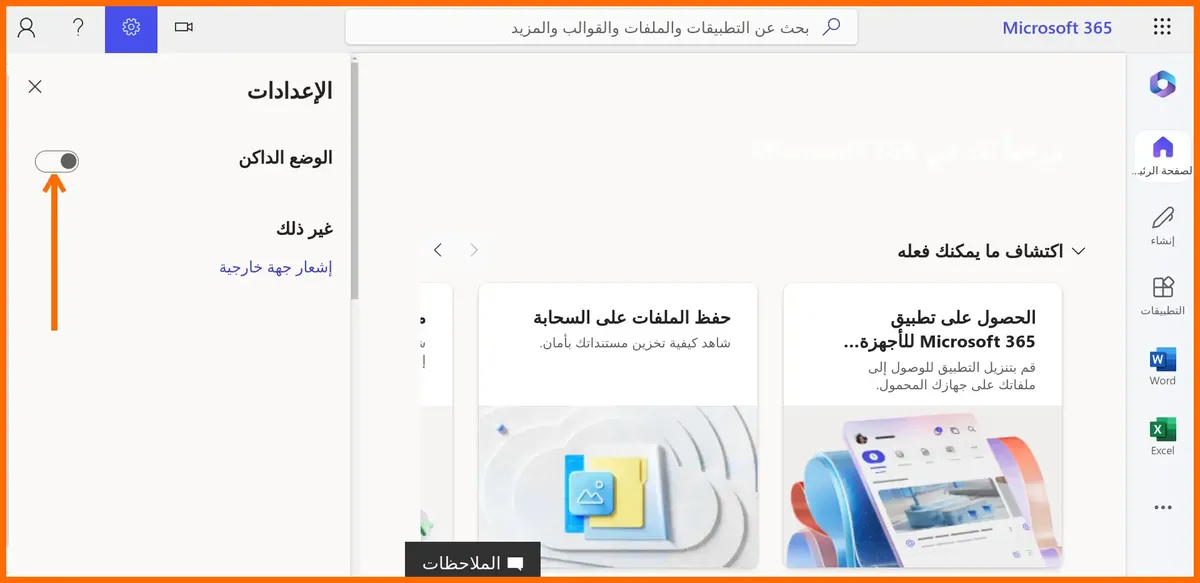 Microsoft 365
بحث عن التطبيقات والملفات والقوالب والمزيد
?
الإعدادات
الوضع الداكن
غير ذلك
إشعار جهة خارجية
اكتشاف ما يمكنك فعله
الحصول على تطبيق
Microsoft 365 للأجهزة...
قم بتنزيل التطبيق للوصول إلى
ملفاتك على جهازك المحمول.
حفظ الملفات على السحابة
شاهد كيفية تخزين مستنداتك بأمان.
لصفحة الرئيـ...
إنشاء
التطبيقات
Word
Excel
الملاحظات